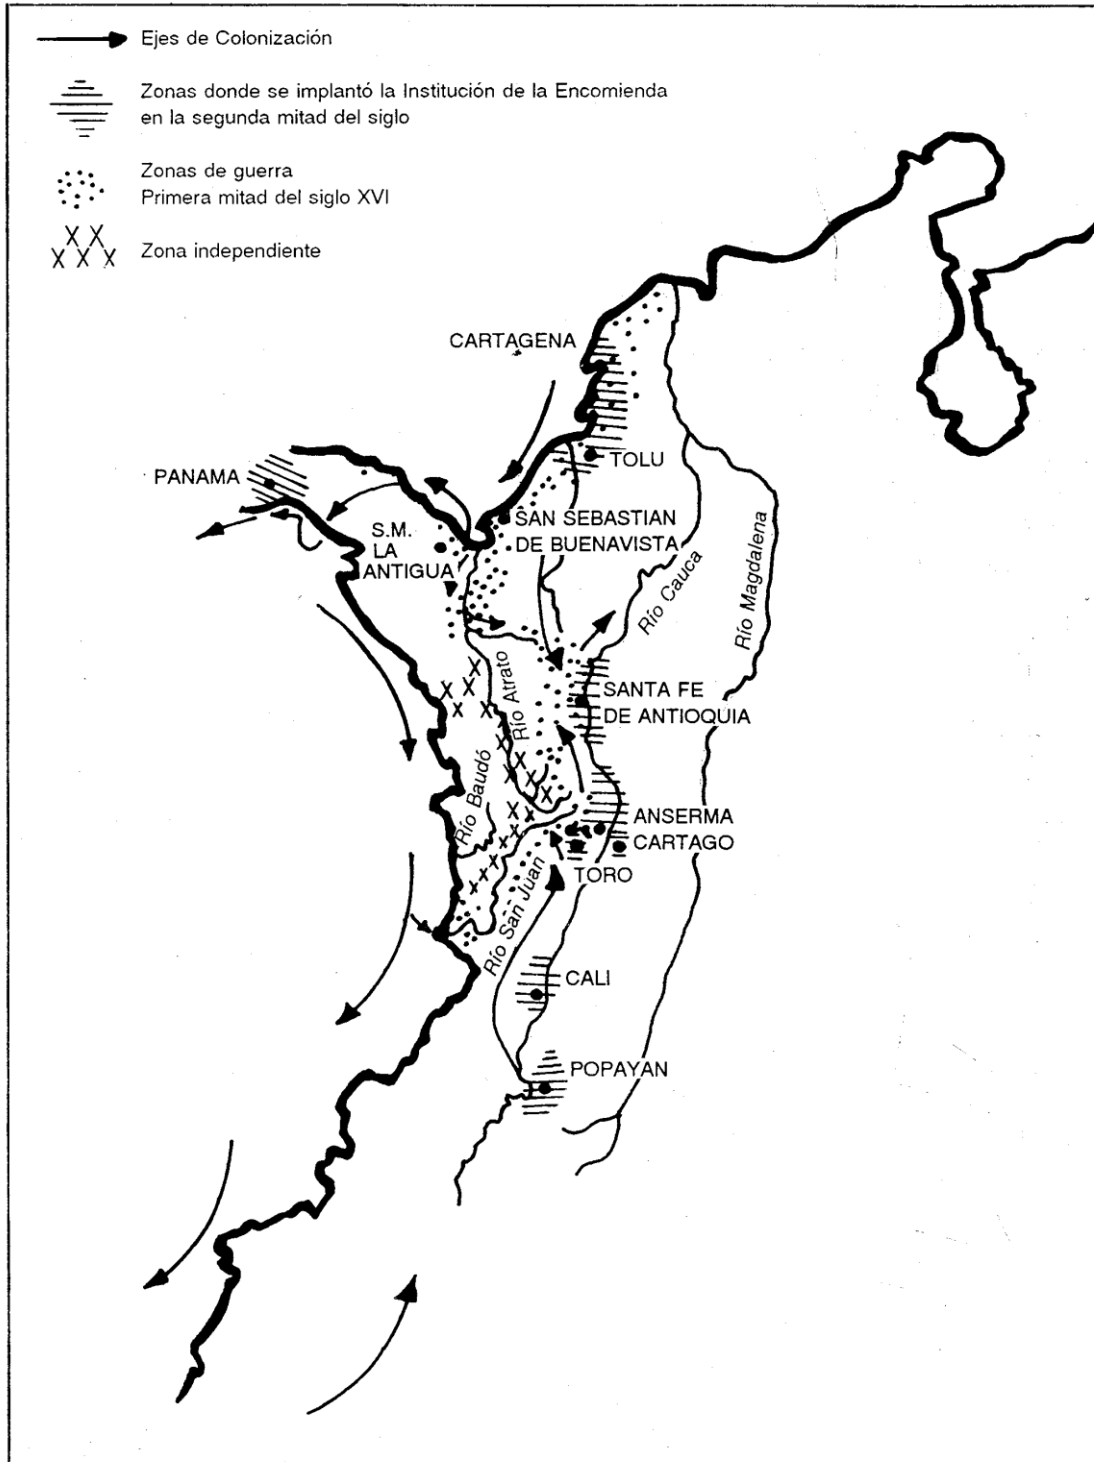 Ejes de Colonización
Zonas donde se implantó la Institución de la Encomienda
en la segunda mitad del siglo
Zonas de guerra
Primera mitad del siglo XVI
Zona independiente
CARTAGENA
TOLU
PANAMA
SAN SEBASTIAN
DE BUENAVISTA
S.M.
LA
ANTIGUA
Río Cauca
Río Magdalena
Río Atrato
SANTA FE
DE ANTIOQUIA
Río Baudó
ANSERMA
CARTAGO
TORO
Río San Juan
CALI
POPAYAN